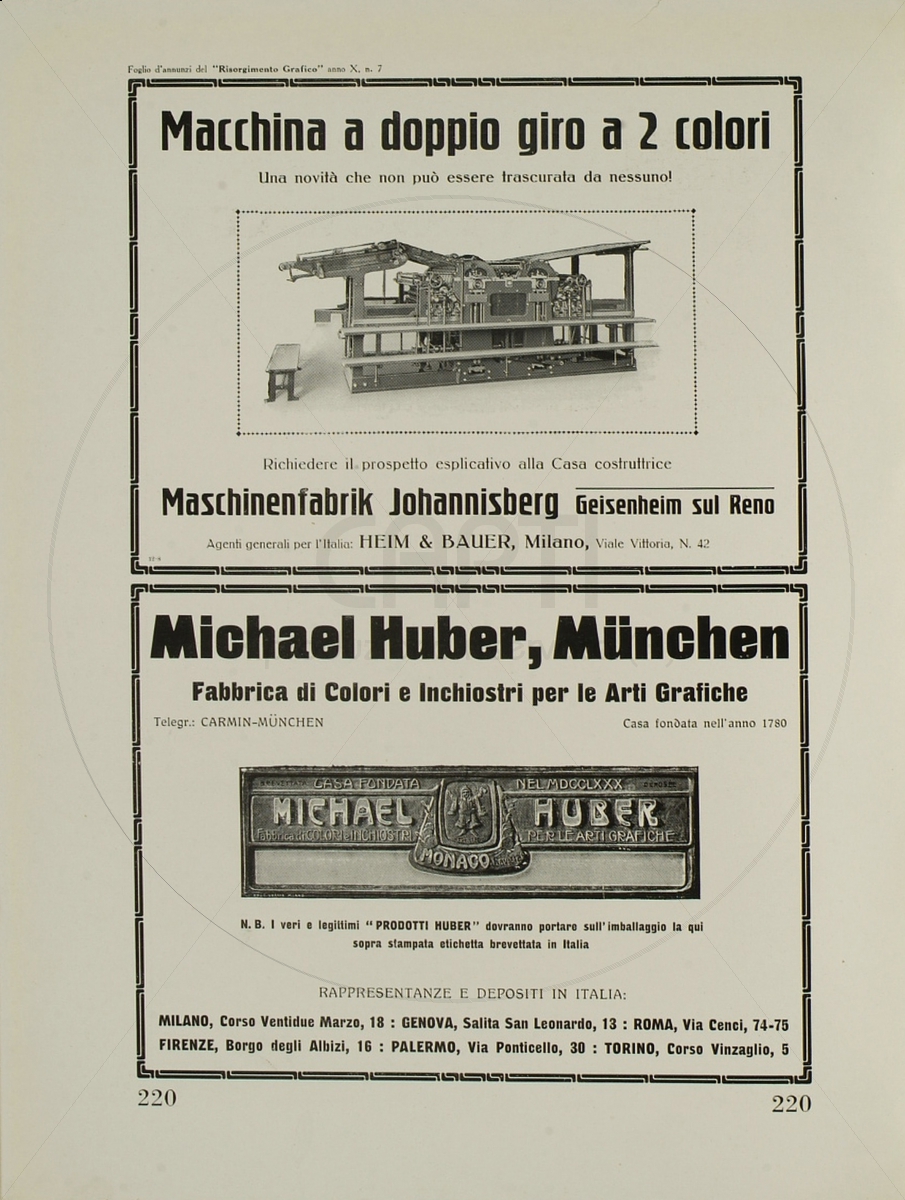 Foglio d'annunzi del "Risorgimento Grafico" anno X, n. 7
Macchina a doppio giro a 2 colori
Una novità che non può essere trascurata da nessuno!
Richiedere il prospetto esplicativo alla Casa costruttrice
Maschinenfabrik Johannisberg Geisenheim sul Reno
Agenti generali per l'Italia: HEIM & BAUER, Milano, Viale Vittoria, N. 42
CAPTI
Michael Huber, München
Fabbrica di Colori e Inchiostri per le Arti Grafiche
Telegr.: CARMIN-MÜNCHEN Casa fondata nell'anno 1780
BREVETTATA CASA FONDATA NEL MDCCLXXX
MICHAEL HUBER
Fabbrica di COLORI e INCHIOSTRI PER LE ARTI GRAFICHE
MONACO
N. B. I veri e legittimi "PRODOTTI HUBER" dovranno portare sull'imballaggio la qui
sopra stampata etichetta brevettata in Italia
RAPPRESENTANZE E DEPOSITI IN ITALIA:
MILANO, Corso Ventidue Marzo, 18 : GENOVA, Salita San Leonardo, 13 : ROMA, Via Cenci, 74-75
FIRENZE, Borgo degli Albizi, 16 : PALERMO, Via Ponticello, 30 : TORINO, Corso Vinzaglio, 5
220 220